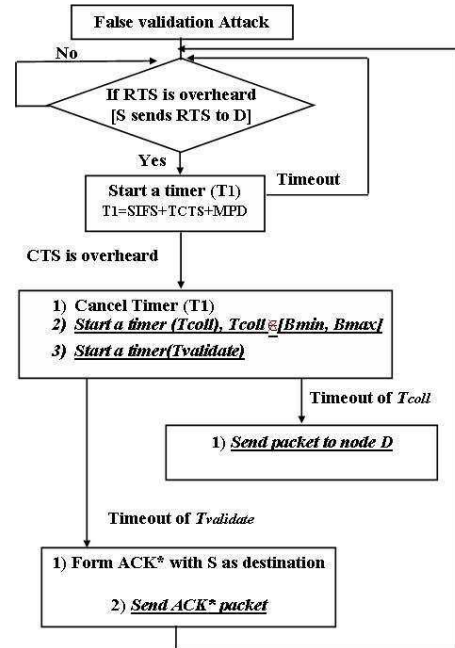 False validation Attack
No
If RTS is overheard
[S sends RTS to D]
Yes
Start a timer (T1)
T1=SIFS+TCTS+MPD
Timeout
CTS is overheard
1) Cancel Timer (T1)
2) Start a timer (Tcoll), Tcoll ∈[Bmin, Bmax]
3) Start a timer(Tvalidate)
Timeout of Tcoll
1) Send packet to node D
Timeout of Tvalidate
1) Form ACK* with S as destination
2) Send ACK* packet